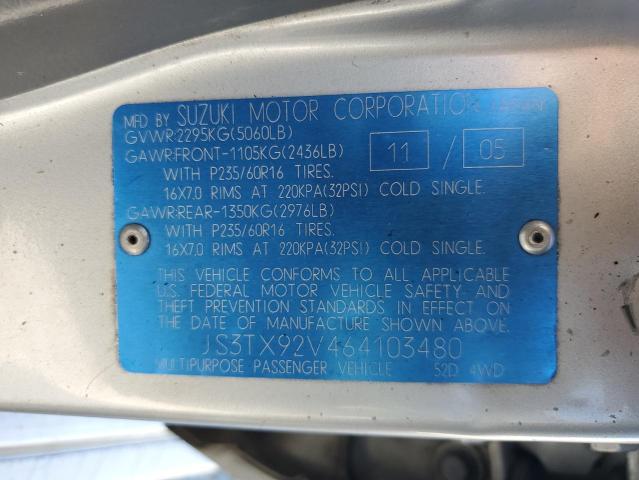 MFD BY SUZUKI MOTOR CORPORATION JAPAN
GVWR:2295KG(5060LB)
GAWR:FRONT-1105KG(2436LB)
11 / 05
WITH P235/60R16 TIRES.
16X7.0 RIMS AT 220KPA(32PSI) COLD SINGLE.
GAWR:REAR-1350KG(2976LB)
WITH P235/60R16 TIRES.
16X7.0 RIMS AT 220KPA(32PSI) COLD SINGLE.
THIS VEHICLE CONFORMS TO ALL APPLICABLE
U.S. FEDERAL MOTOR VEHICLE SAFETY, AND
THEFT PREVENTION STANDARDS IN EFFECT ON
THE DATE OF MANUFACTURE SHOWN ABOVE.
JS3TX92V464103480
MULTIPURPOSE PASSENGER VEHICLE 52D 4WD